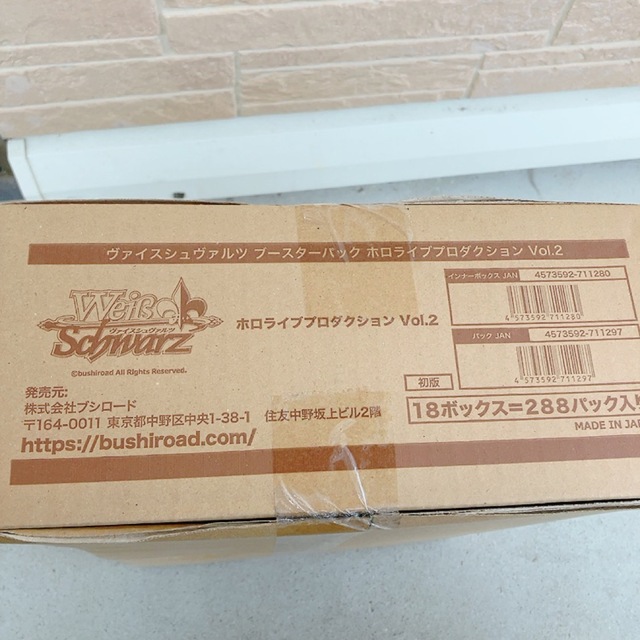 ヴァイスシュヴァルツ ブースターパック ホロライブプロダクション Vol.2
Weiß
ヴァイスシュヴァルツ
Schwarz
©bushiroad All Rights Reserved.
ホロライブプロダクション Vol.2
インナーボックス JAN 4573592-711280
4 573592 711280
パック JAN 4573592-711297
4 573592 711297
初版
18ボックス=288パック入り
MADE IN JAP
発売元:
株式会社ブシロード
〒164-0011 東京都中野区中央1-38-1 住友中野坂上ビル2階
https://bushiroad.com/